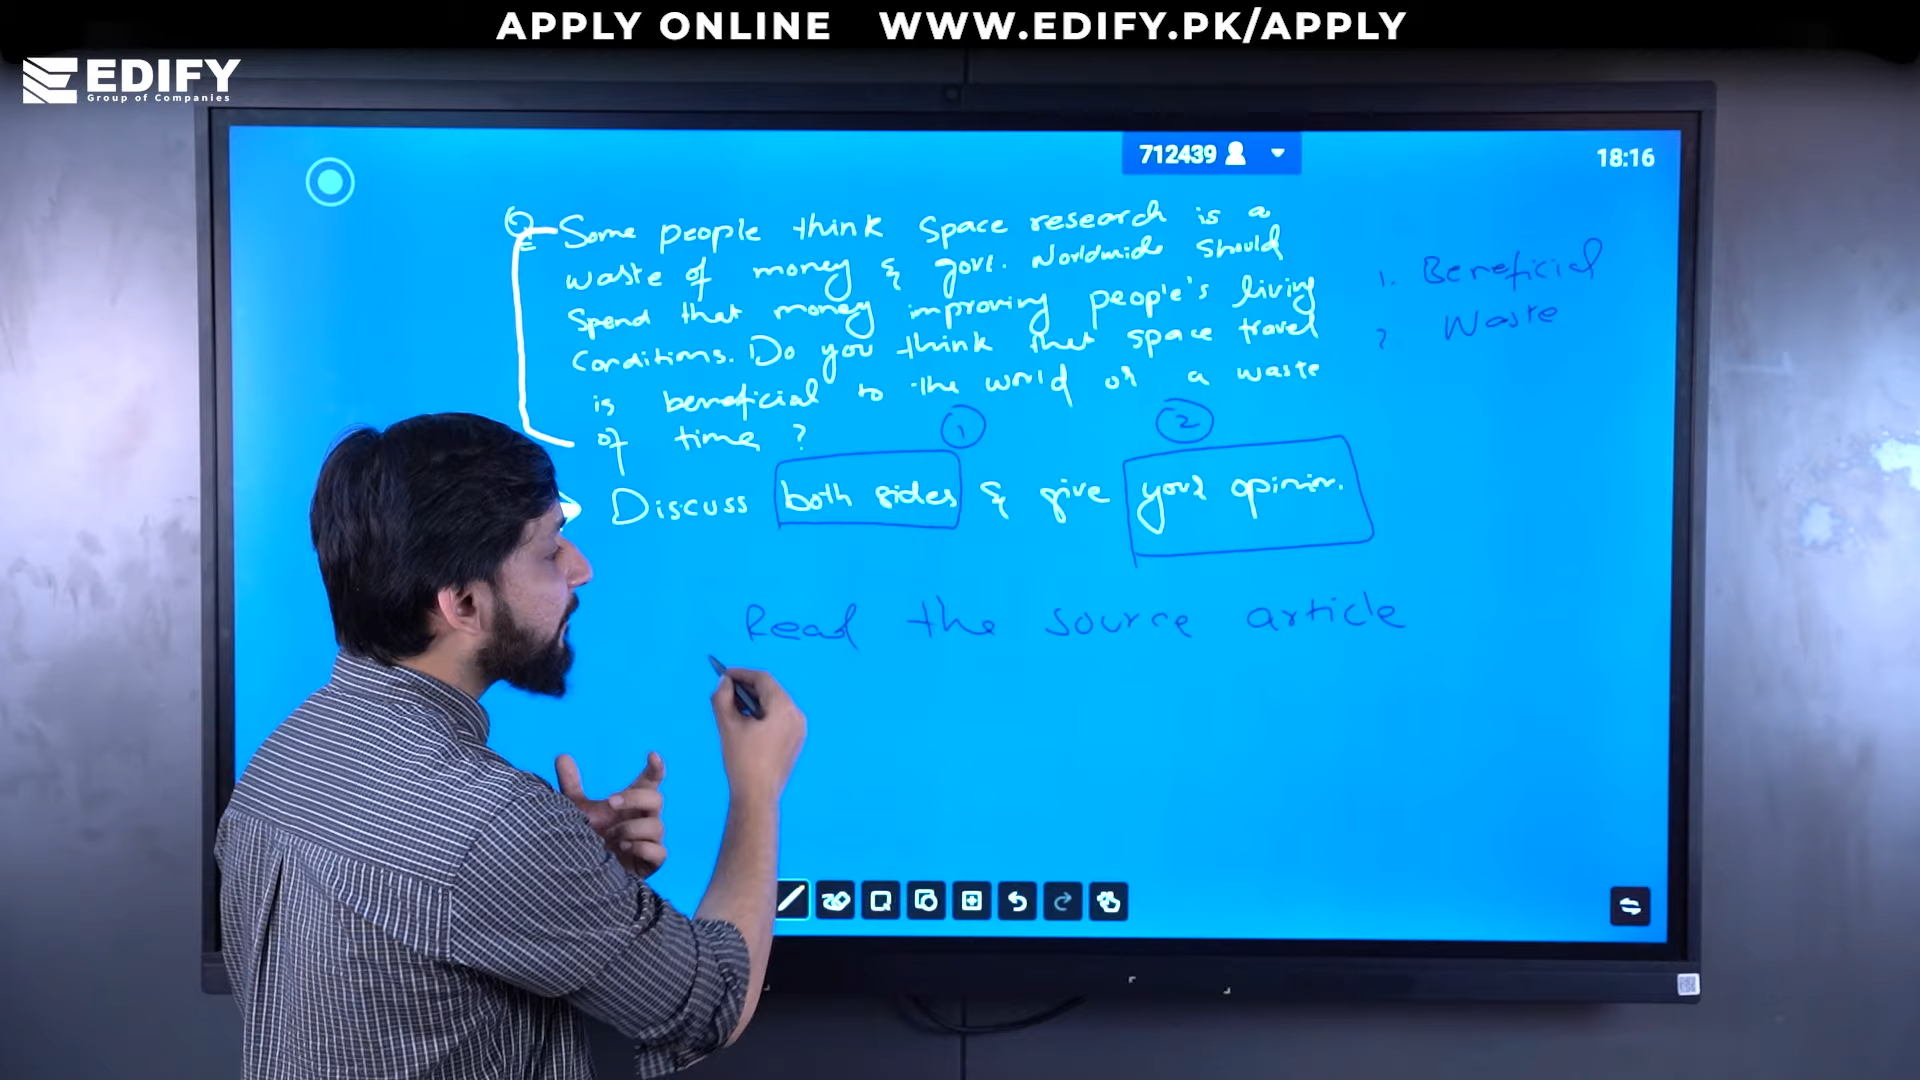 APPLY ONLINE WWW.EDIFY.PK/APPLY
EDIFY
Group of Companies
712439
18:16
Q Some people think space research is a
waste of money & govt. Worldwide should
spend that money improving people's living
conditions. Do you think that space travel
is beneficial to the world or a waste
of time?
1. Beneficial
2 Waste
1
2
Discuss both sides & give your opinion.
Read the source article